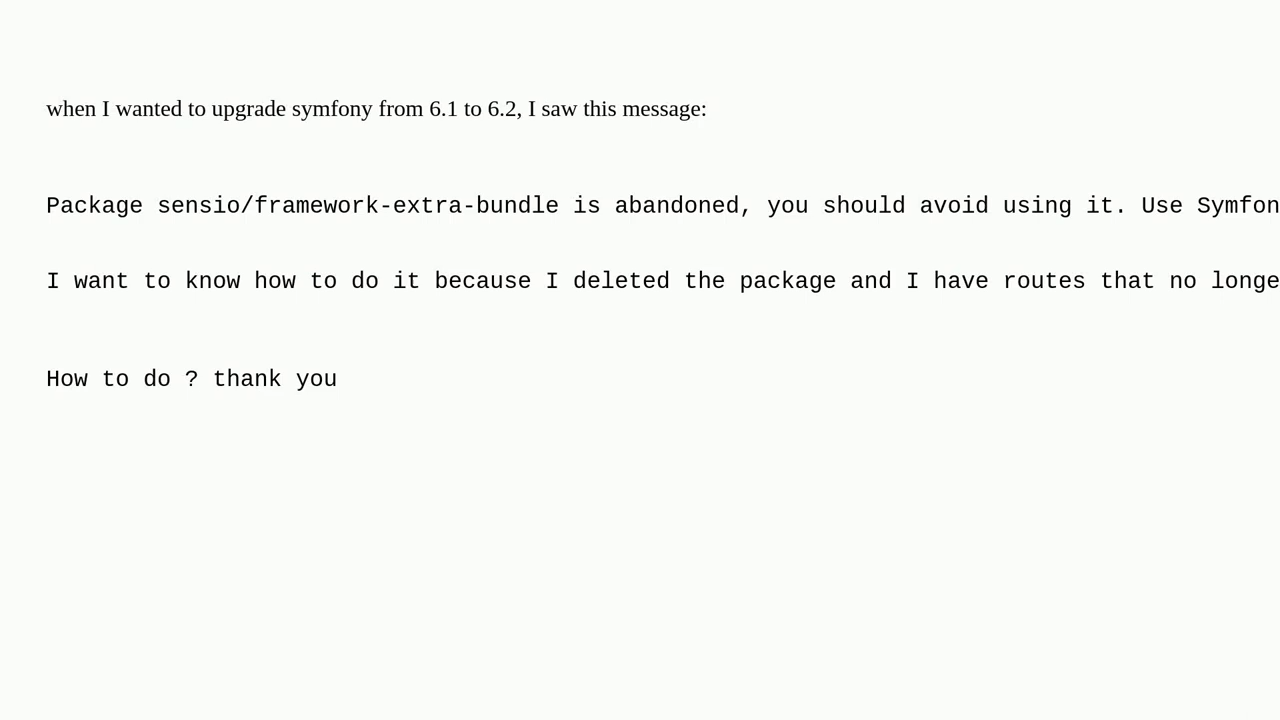 when I wanted to upgrade symfony from 6.1 to 6.2, I saw this message:
Package sensio/framework-extra-bundle is abandoned, you should avoid using it. Use Symfon
I want to know how to do it because I deleted the package and I have routes that no longe
How to do ? thank you